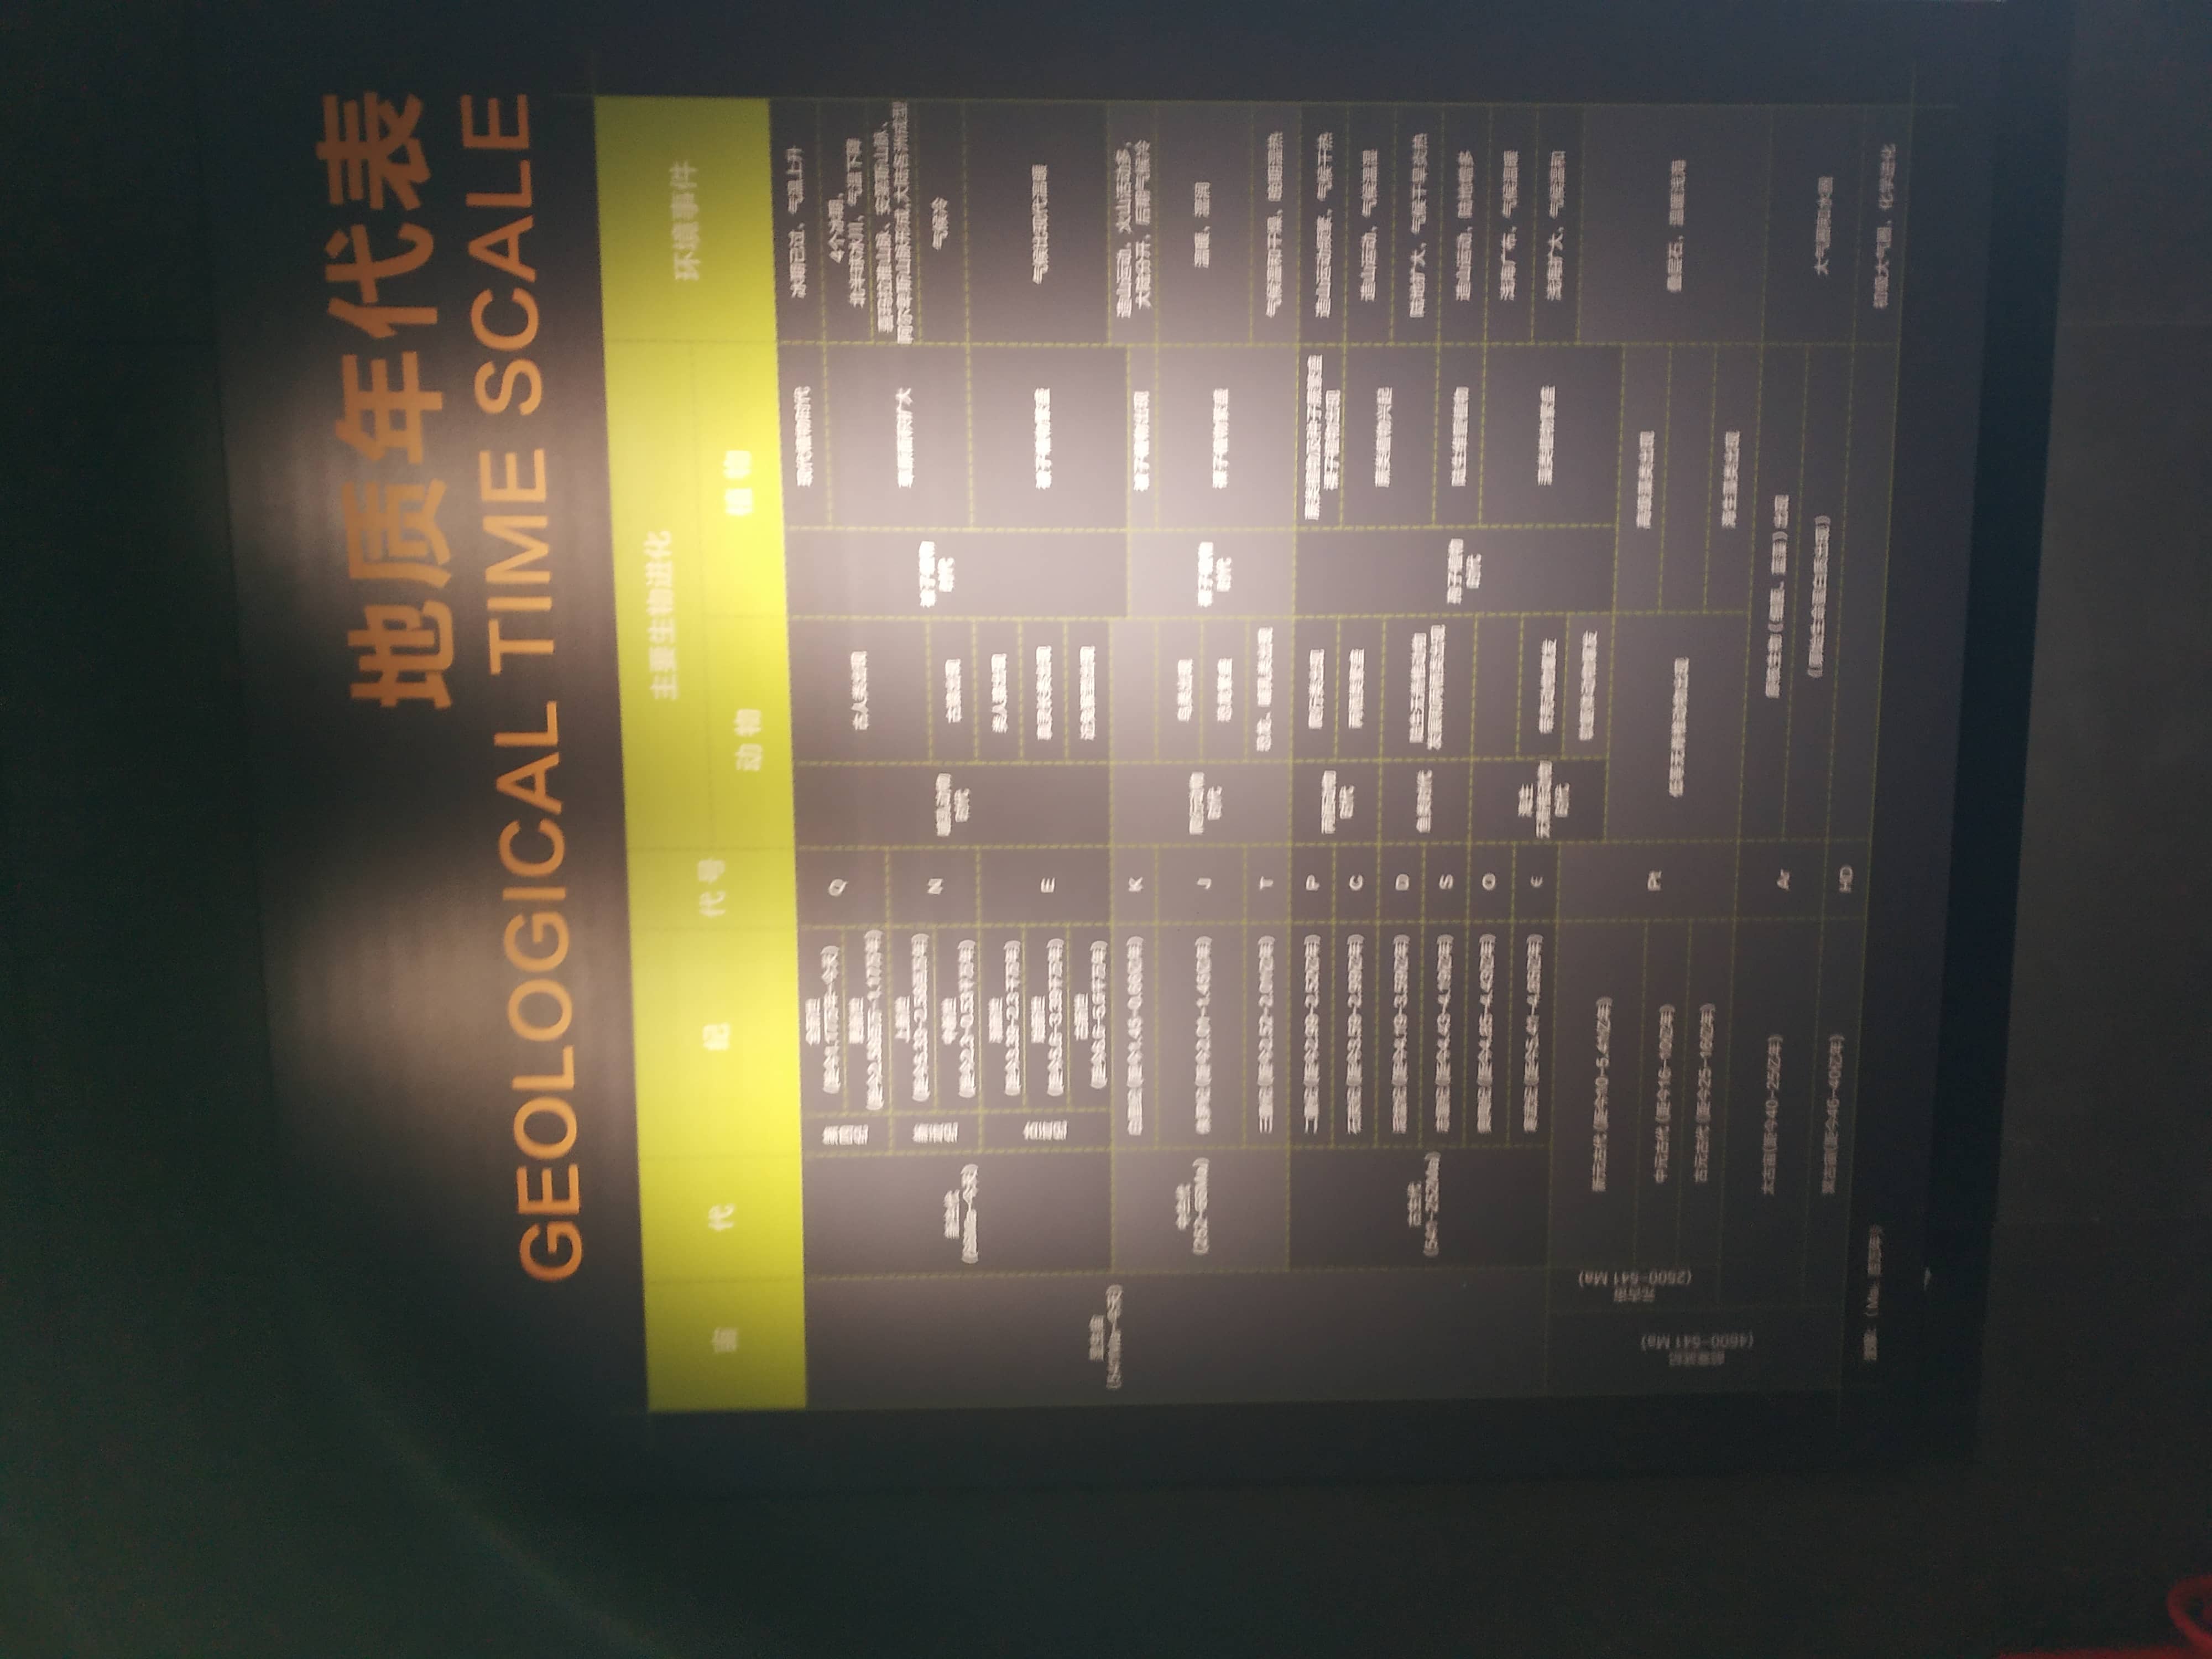 地质年代表
GEOLOGICAL TIME SCALE
宙
代
纪
代号
主要生物进化
动物
植物
环境事件
显生宙
(541Ma-今天)
新生代
(66Ma-今天)
第四纪
全新世
(距今1.17万年-今天)
更新世
(距今2.58百万-1.17万年)
Q
新近纪
上新世
(距今5.33-2.58百万年)
中新世
(距今2.3-0.53千万年)
N
古近纪
渐新世
(距今3.39-2.3千万年)
始新世
(距今5.6-3.39千万年)
古新世
(距今6.6-5.6千万年)
E
哺乳动物
时代
古人类出现
古猿出现
类人猿出现
真灵长类出现
近兔掌型出现
被子植物
时代
现代植物时代
草原面积扩大
被子植物繁盛
冰期已过、气温上升
4个冰期、
北半球冰川、气温下降
喜玛拉雅山脉、安第斯山脉、
阿尔卑斯山脉形成,大陆各洲成型
气候冷
气候比现代温暖
中生代
(252-66Ma)
白垩纪(距今1.45-0.66亿年)
K
侏罗纪(距今2.01-1.45亿年)
J
三叠纪(距今2.52-2.01亿年)
T
爬行动物
时代
鸟类出现
恐龙繁盛
恐龙、哺乳类出现
裸子植物
时代
被子植物出现
裸子植物繁盛
造山运动、火山活动多,
大陆分开,后期气候冷
温暖、湿润
气候温和干燥、晚期湿热
古生代
(541-252Ma)
二叠纪(距今2.99-2.52亿年)
P
石炭纪(距今3.59-2.99亿年)
C
泥盆纪(距今4.19-3.59亿年)
D
志留纪(距今4.43-4.19亿年)
S
奥陶纪(距今4.85-4.43亿年)
O
寒武纪(距今5.41-4.85亿年)
є
两栖动物
时代
爬行类出现
两栖类繁盛
鱼类时代
陆生无脊椎动物
发展和两栖类出现
海生
无脊椎动物
时代
带壳动物爆发
软躯体动物爆发
孢子植物
时代
蕨类植物及种子蕨繁盛
裸子植物出现
蕨类植物兴起
陆生维管植物
藻类植物繁盛
造山运动频繁、气候干热
造山运动、气候温湿
陆地扩大、气候干旱炎热
造山运动、陆地增多
浅海广布、气候温暖
浅海扩大、气候温和
(4600-541 Ma)
元古宙
(2500-541 Ma)
新元古代(距今10-5.41亿年)
中元古代(距今16-10亿年)
古元古代(距今25-16亿年)
Pt
低等无脊椎动物出现
高级藻类出现
海生藻类出现
叠层石、温暖浅海
太古宙(距今40-25亿年)
Ar
原核生物(细菌、蓝藻)出现
(原始生命蛋白质出现)
大气圈和水圈
冥古宙(距今46-40亿年)
HD
初级大气圈、化学进化
(Ma: 百万年)